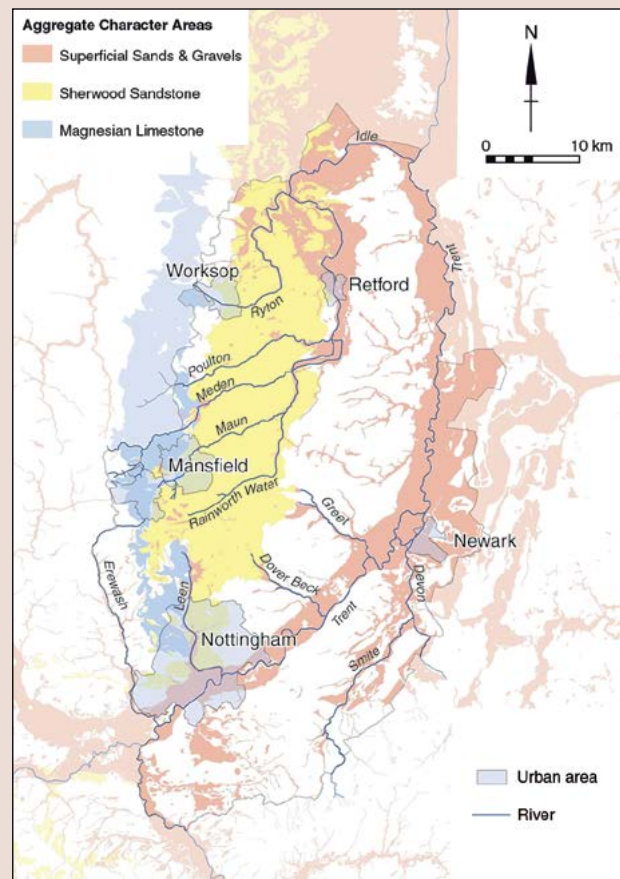 Aggregate Character Areas
Superficial Sands & Gravels
Sherwood Sandstone
Magnesian Limestone
N
0 10 km
Idle
Trent
Worksop
Retford
Ryton
Poulton
Meden
Maun
Mansfield
Rainworth Water
Greet
Newark
Erewash
Leen
Dover Beck
Devon
Trent
Nottingham
Smite
Urban area
River